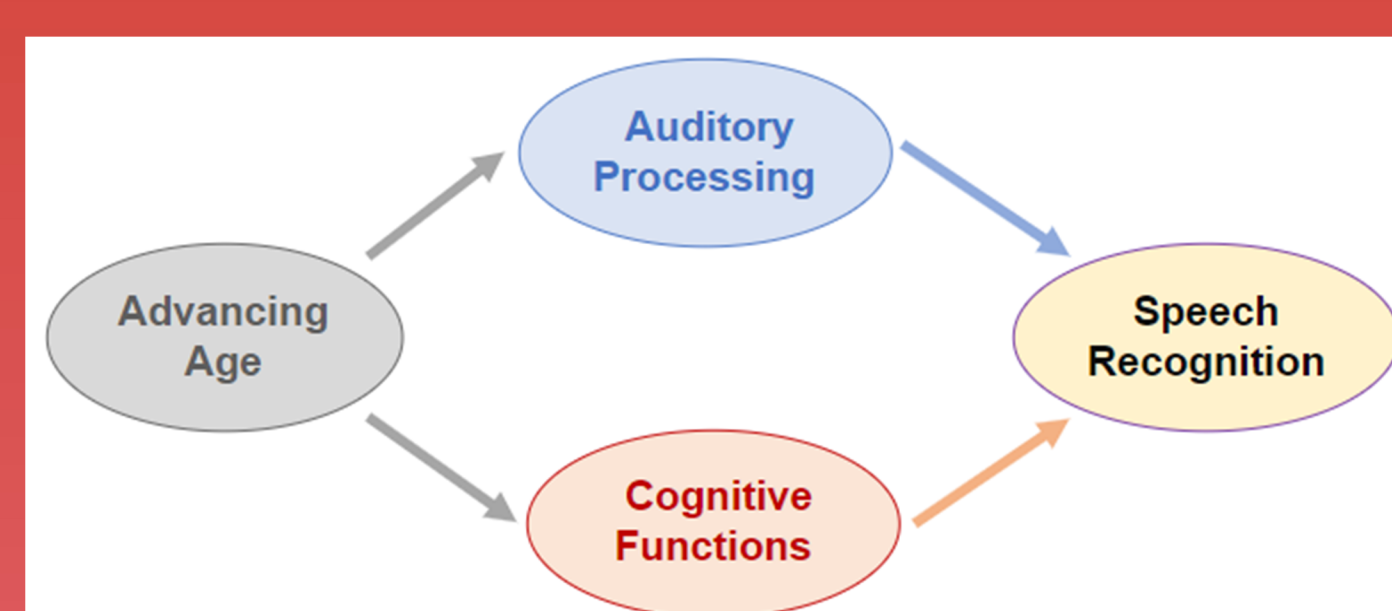 Auditory
Processing
Advancing
Age
Speech
Recognition
Cognitive
Functions